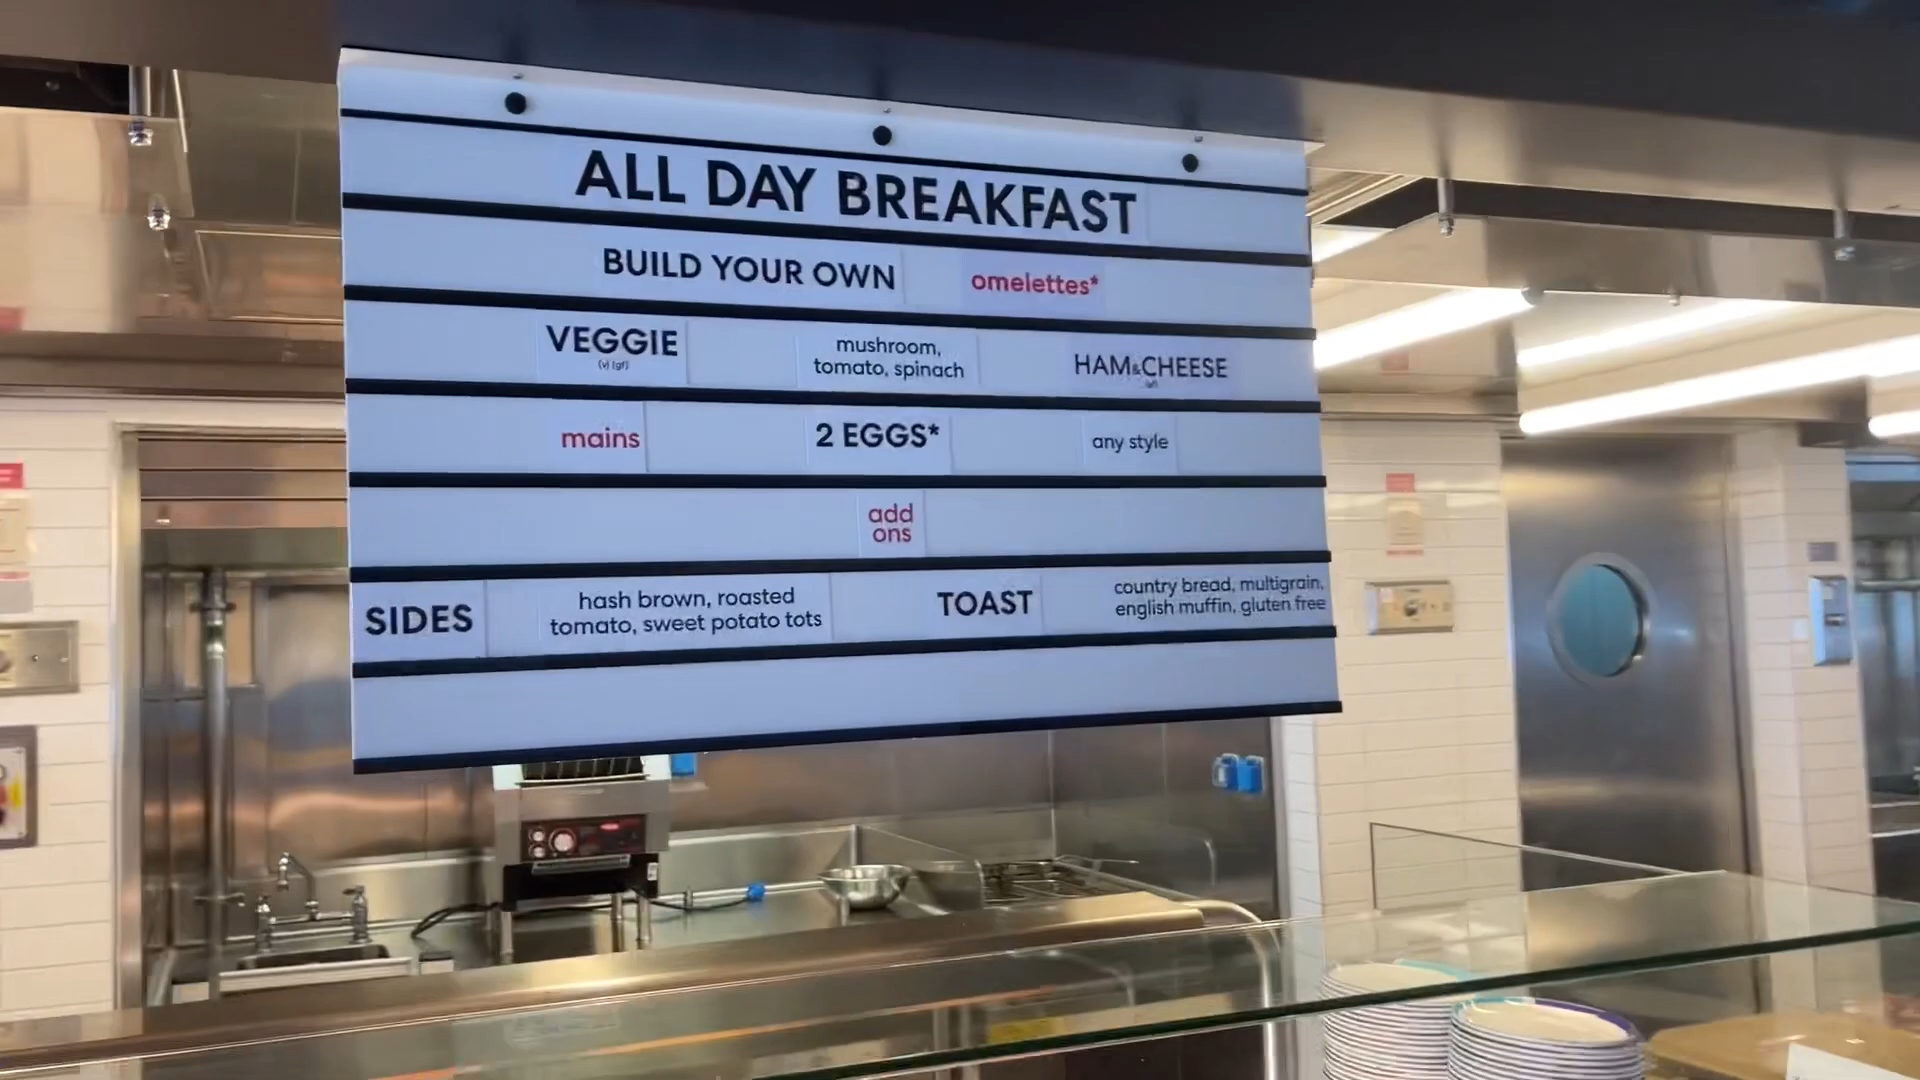 ALL DAY BREAKFAST
BUILD YOUR OWN omelettes*
VEGGIE
(v) (gf)
mushroom,
tomato, spinach
HAM&CHEESE
(gf)
mains 2 EGGS* any style
add
ons
SIDES
hash brown, roasted
tomato, sweet potato tots
TOAST
country bread, multigrain,
english muffin, gluten free